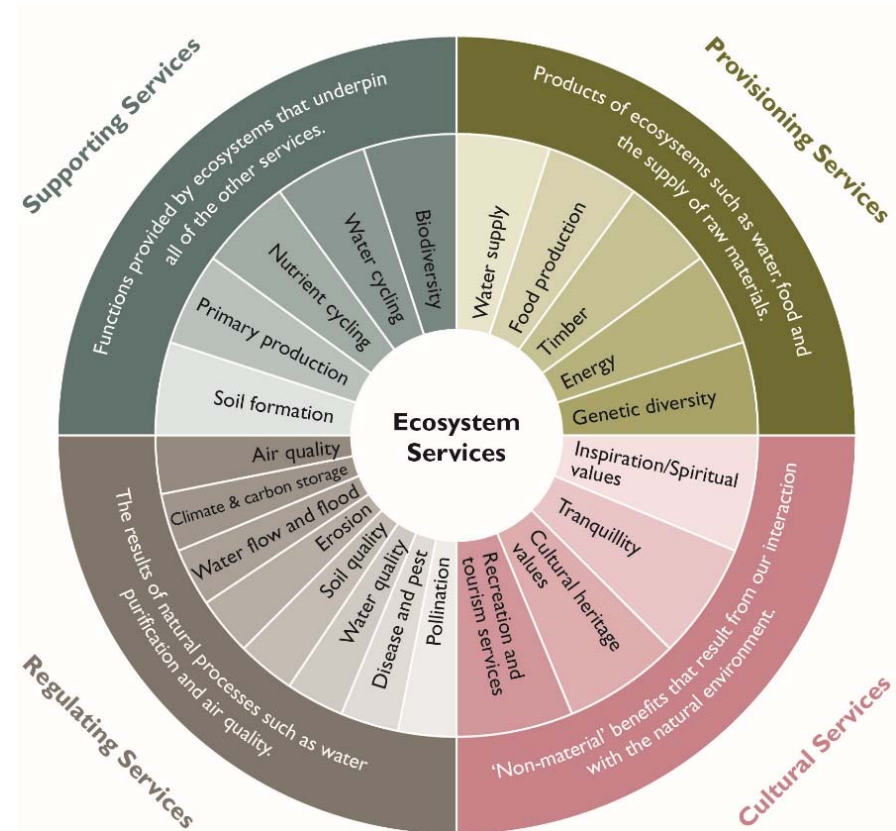 Supporting Services
Functions provided by ecosystems that underpin
all of the other services.
Biodiversity
Water cycling
Nutrient cycling
Primary production
Soil formation
Provisioning Services
Products of ecosystems such as water, food and
the supply of raw materials.
Water supply
Food production
Timber
Energy
Genetic diversity
Ecosystem
Services
Regulating Services
The results of natural processes such as water
purification and air quality.
Air quality
Climate & carbon storage
Water flow and flood
Erosion
Soil quality
Water quality
Disease and pest
Pollination
Cultural Services
‘Non-material’ benefits that result from our interaction
with the natural environment.
Inspiration/Spiritual
values
Tranquillity
Cultural heritage
values
Recreation and
tourism services